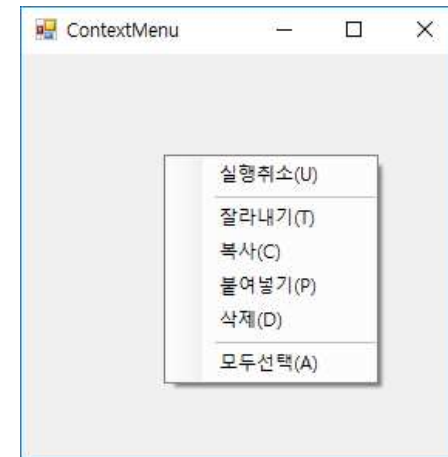 ContextMenu
실행취소(U)
잘라내기(T)
복사(C)
붙여넣기(P)
삭제(D)
모두선택(A)